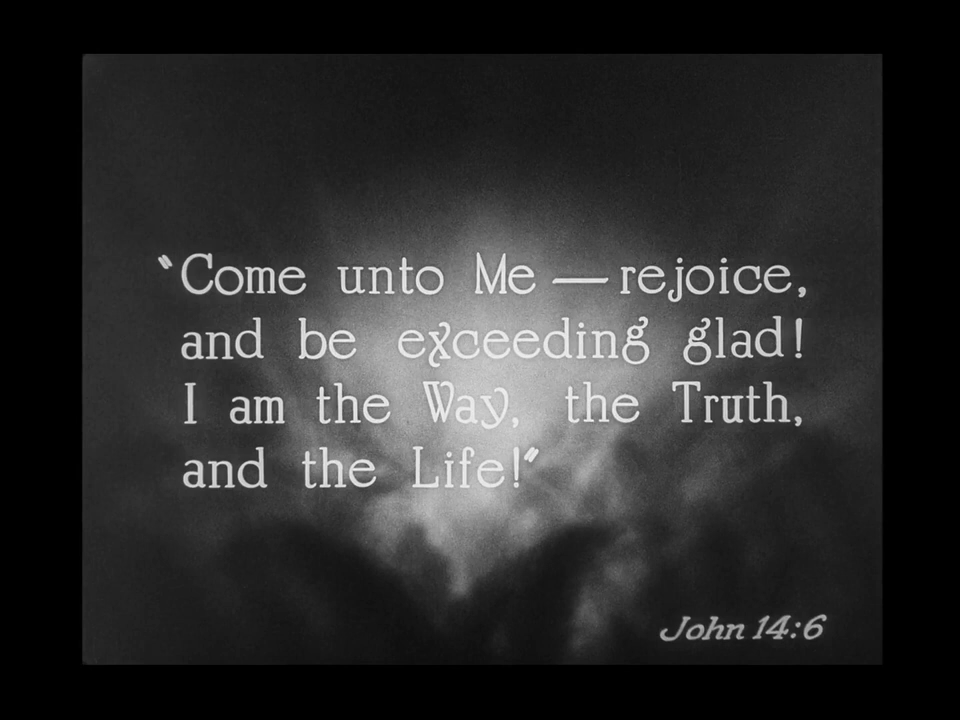 "Come unto Me — rejoice,
and be exceeding glad!
I am the Way, the Truth,
and the Life!"
John 14:6